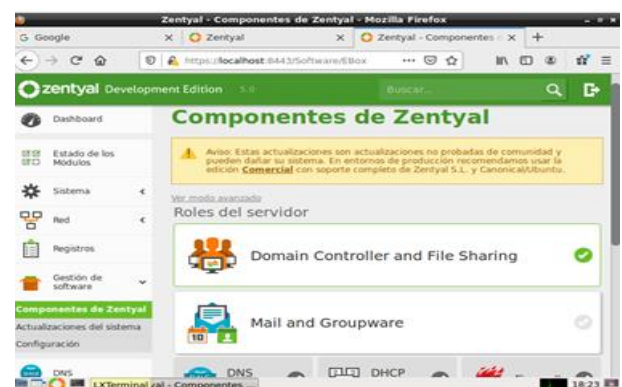 Zentyal - Componentes de Zentyal - Mozilla Firefox
Google
Zentyal
Zentyal - Componentes
https://localhost:8443/Software/EBox
zentyal Development Edition 5.0
Buscar...
Dashboard
Componentes de Zentyal
Estado de los
Módulos
Aviso: Estas actualizaciones son actualizaciones no probadas de comunidad y
pueden dañar su sistema. En entornos de producción recomendamos usar la
edición Comercial con soporte completo de Zentyal S.L. y Canonical/Ubuntu.
Sistema
Ver modo avanzado
Red
Roles del servidor
Registros
Domain Controller and File Sharing
Gestión de
software
Componentes de Zentyal
Actualizaciones del sistema
Mail and Groupware
10
Configuración
DNS
DNS
DHCP
LXTerminal
Componentes
18:23